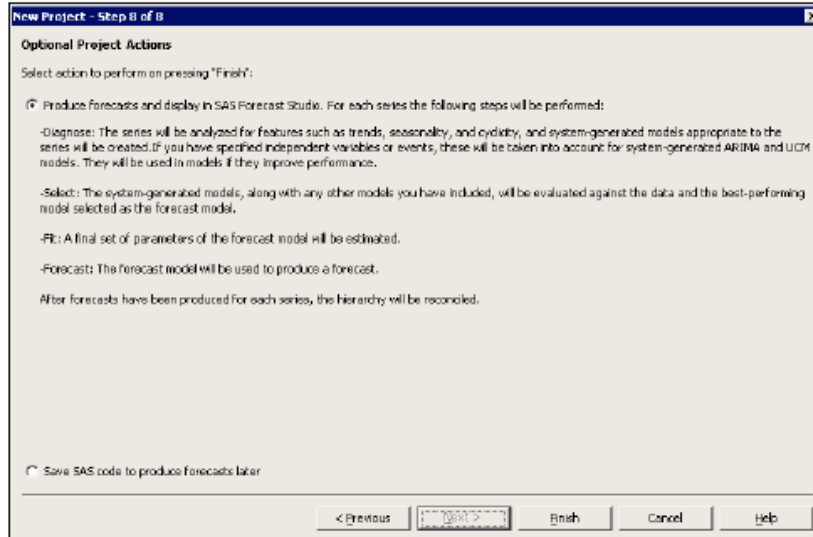 New Project - Step 8 of 8
Optional Project Actions
Select action to perform on pressing "Finish":
Produce forecasts and display in SAS Forecast Studio. For each series the following steps will be performed:
-Diagnose: The series will be analyzed for features such as trends, seasonality, and cyclicity, and system-generated models appropriate to the
series will be created.If you have specified independent variables or events, these will be taken into account for system-generated ARIMA and UCM
models. They will be used in models if they improve performance.
-Select: The system-generated models, along with any other models you have included, will be evaluated against the data and the best-performing
model selected as the forecast model.
-Fit: A final set of parameters of the forecast model will be estimated.
-Forecast: The forecast model will be used to produce a forecast.
After forecasts have been produced for each series, the hierarchy will be reconciled.
Save SAS code to produce forecasts later
< Previous Next > Finish Cancel Help